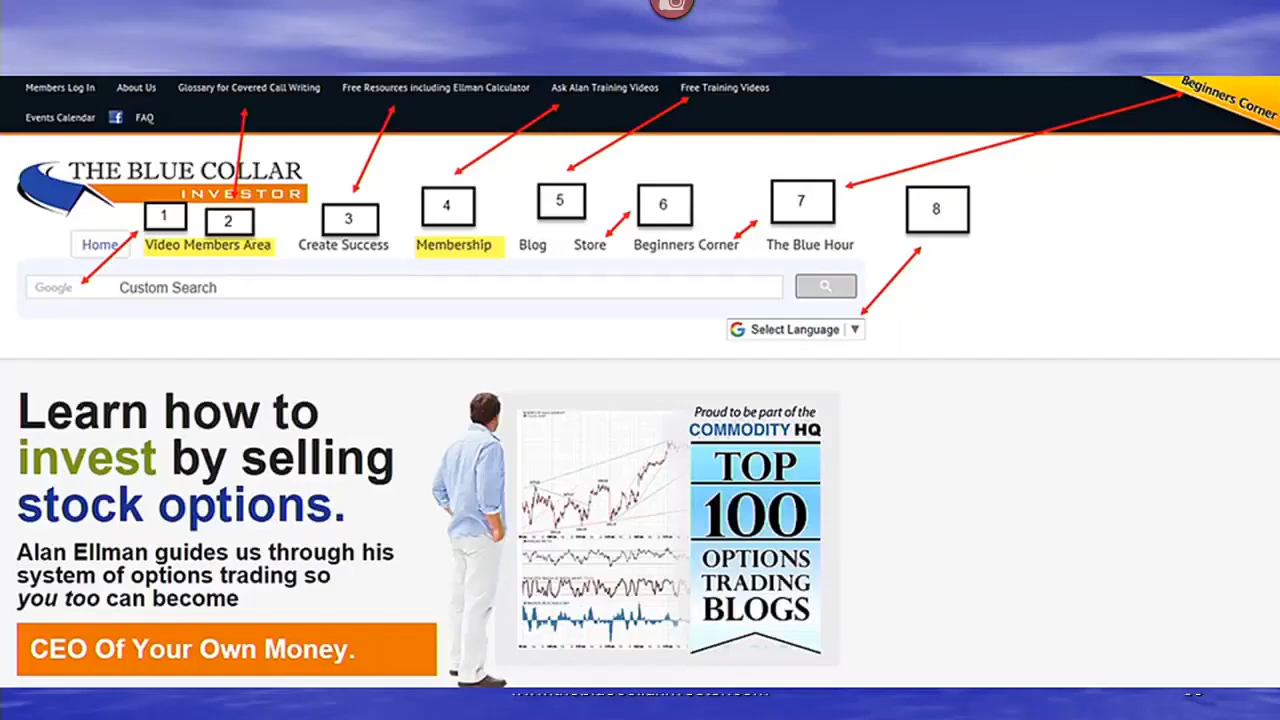 Members Log In About Us Glossary for Covered Call Writing Free Resources including Ellman Calculator Ask Alan Training Videos Free Training Videos
Beginners Corner
Events Calendar FAQ
THE BLUE COLLAR
INVESTOR
1 2 3 4 5 6 7 8
Home Video Members Area Create Success Membership Blog Store Beginners Corner The Blue Hour
Google Custom Search
Select Language
Learn how to
invest by selling
stock options.
Alan Ellman guides us through his
system of options trading so
you too can become
CEO Of Your Own Money.
Proud to be part of the
COMMODITY HQ
TOP
100
OPTIONS
TRADING
BLOGS